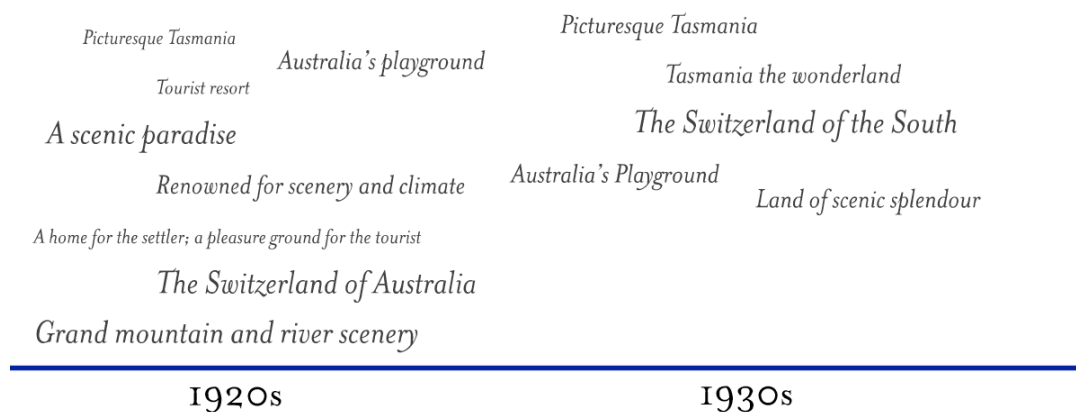 Picturesque Tasmania
Australia's playground
Tourist resort
A scenic paradise
Renowned for scenery and climate
A home for the settler; a pleasure ground for the tourist
The Switzerland of Australia
Grand mountain and river scenery
1920s
Picturesque Tasmania
Tasmania the wonderland
The Switzerland of the South
Australia's Playground
Land of scenic splendour
1930s